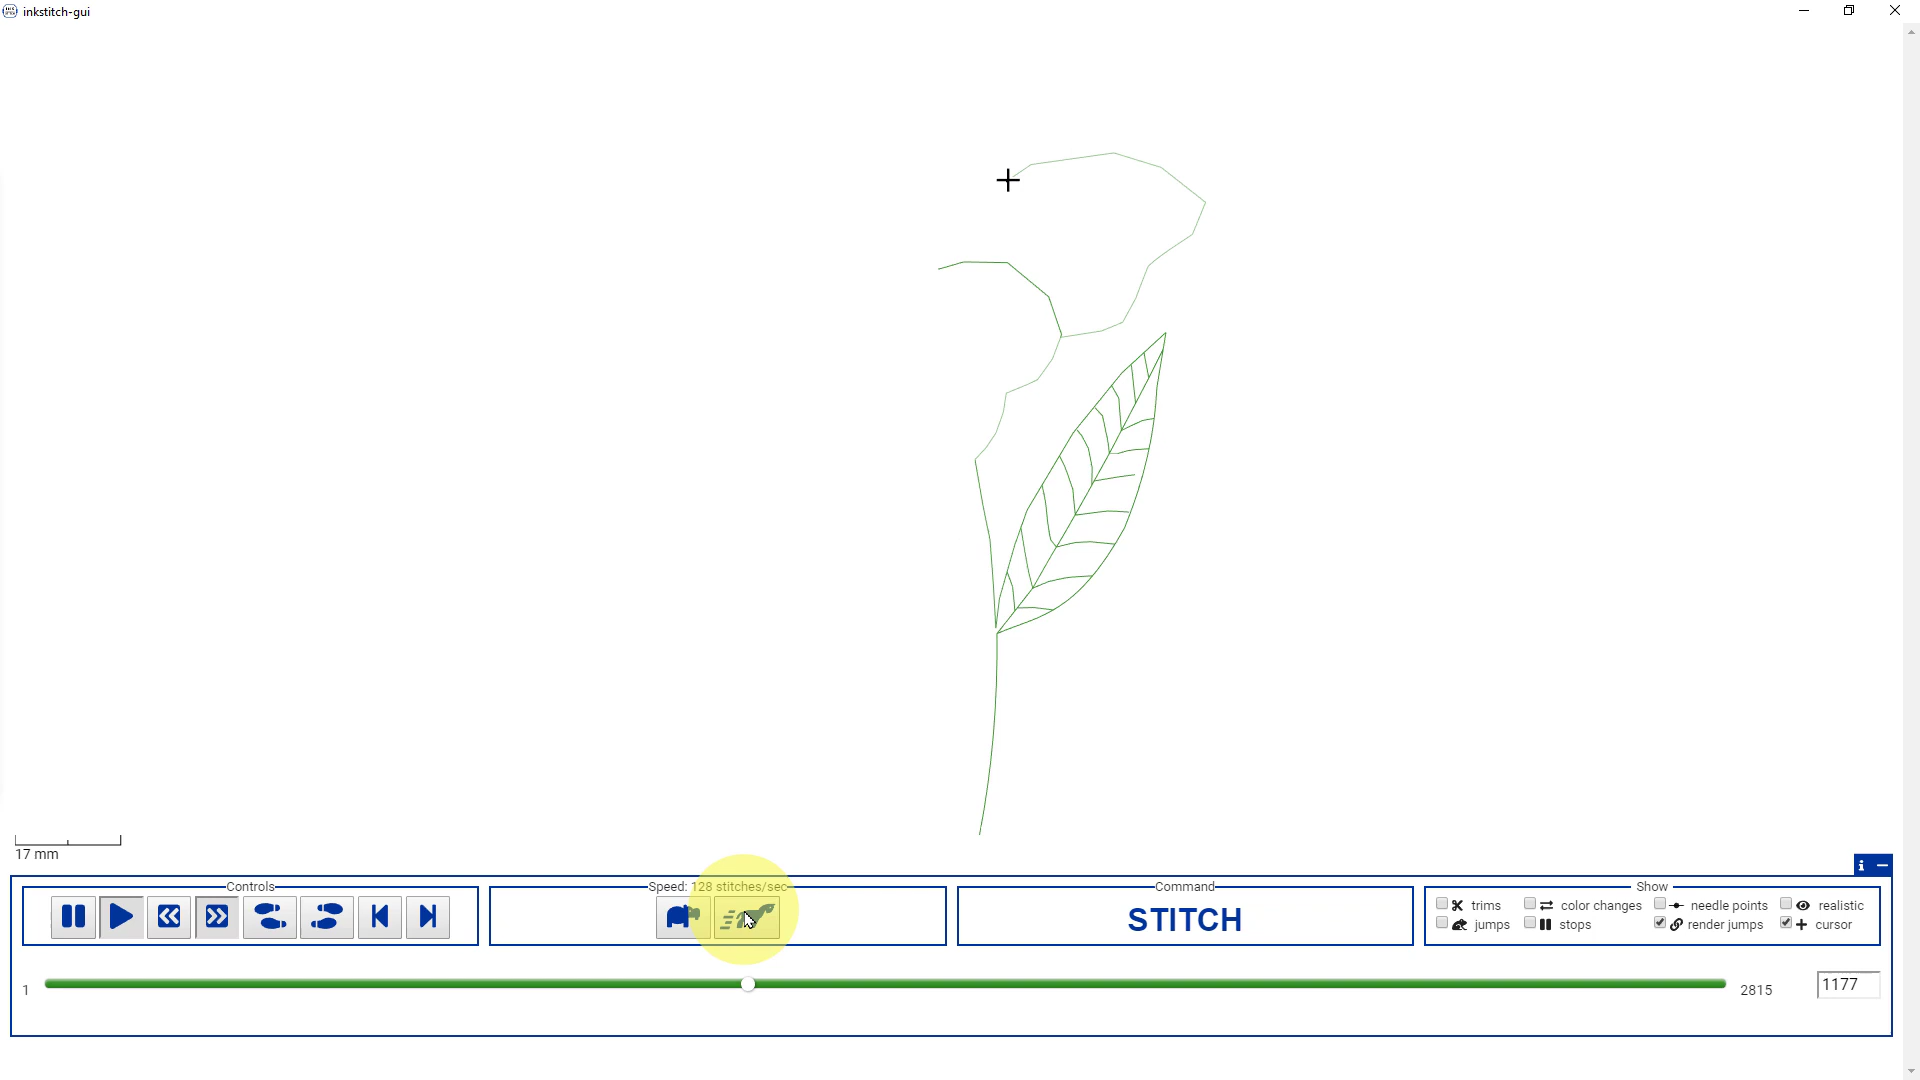 inkstitch-gui
17 mm
Controls
Speed: 128 stitches/sec
Command
STITCH
Show
trims
color changes
needle points
realistic
jumps
stops
render jumps
cursor
1
2815
1177